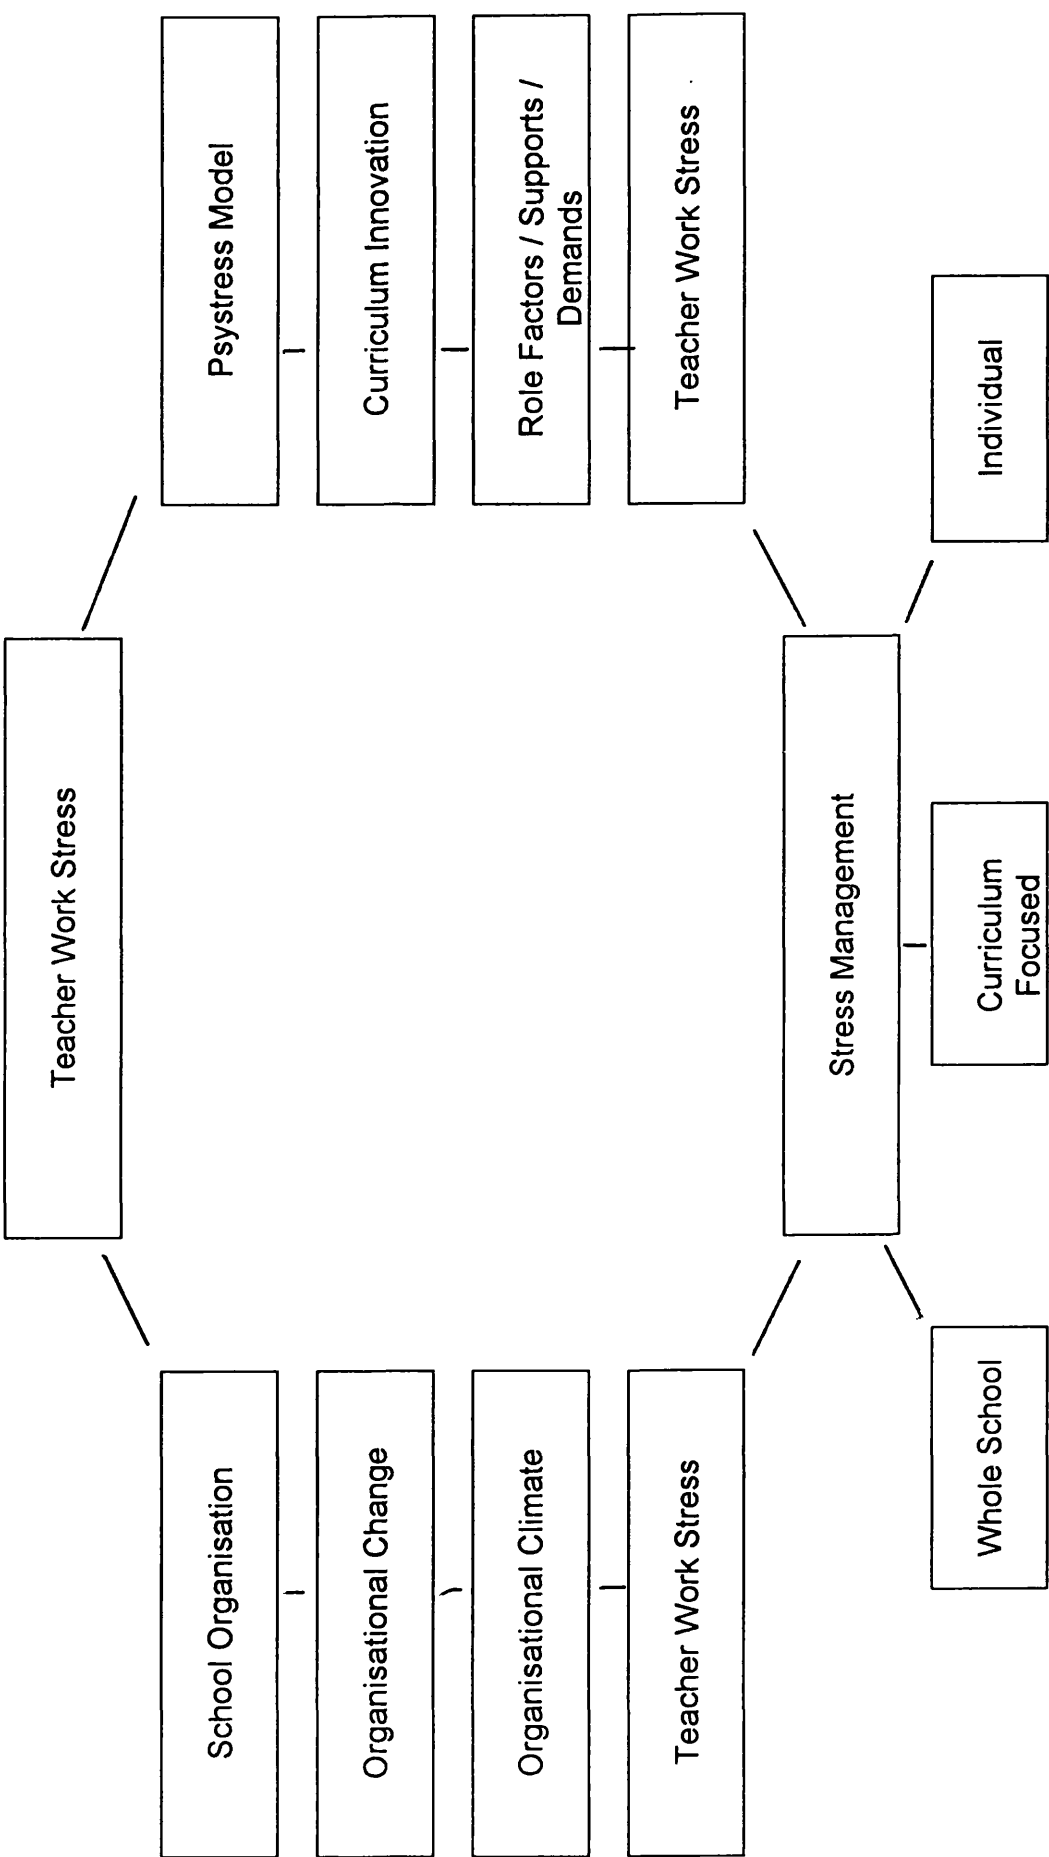 Teacher Work Stress
School Organisation
Psystress Model
Organisational Change
Curriculum Innovation
Organisational Climate
Role Factors / Supports /
Demands
Teacher Work Stress
Teacher Work Stress
Stress Management
Whole School
Curriculum
Focused
Individual